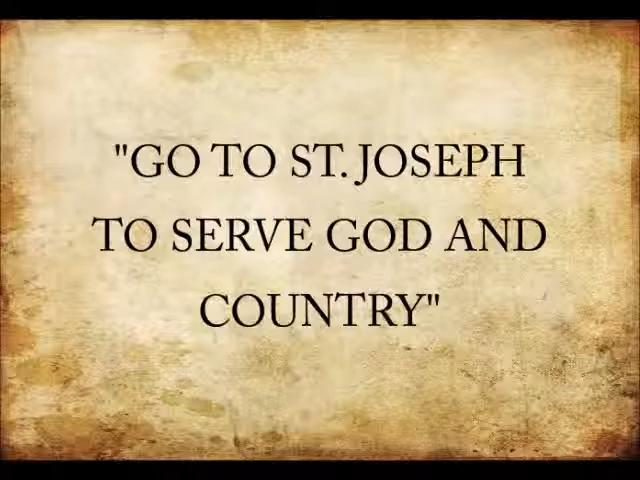 "GO TO ST. JOSEPH
TO SERVE GOD AND
COUNTRY"